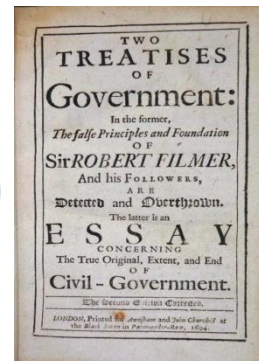 TWO
TREATISES
OF
Government:
In the former,
The false Principles and Foundation
OF
Sir ROBERT FILMER,
And his FOLLOWERS,
ARE
Detected and Overthrown.
The latter is an
ESSAY
CONCERNING
The True Original, Extent, and End
OF
Civil-Government.
The Second Edition Corrected.
LONDON, Printed for Awnsham and John Churchill at
the Black Swan in Pater-noster-Row, 1694.